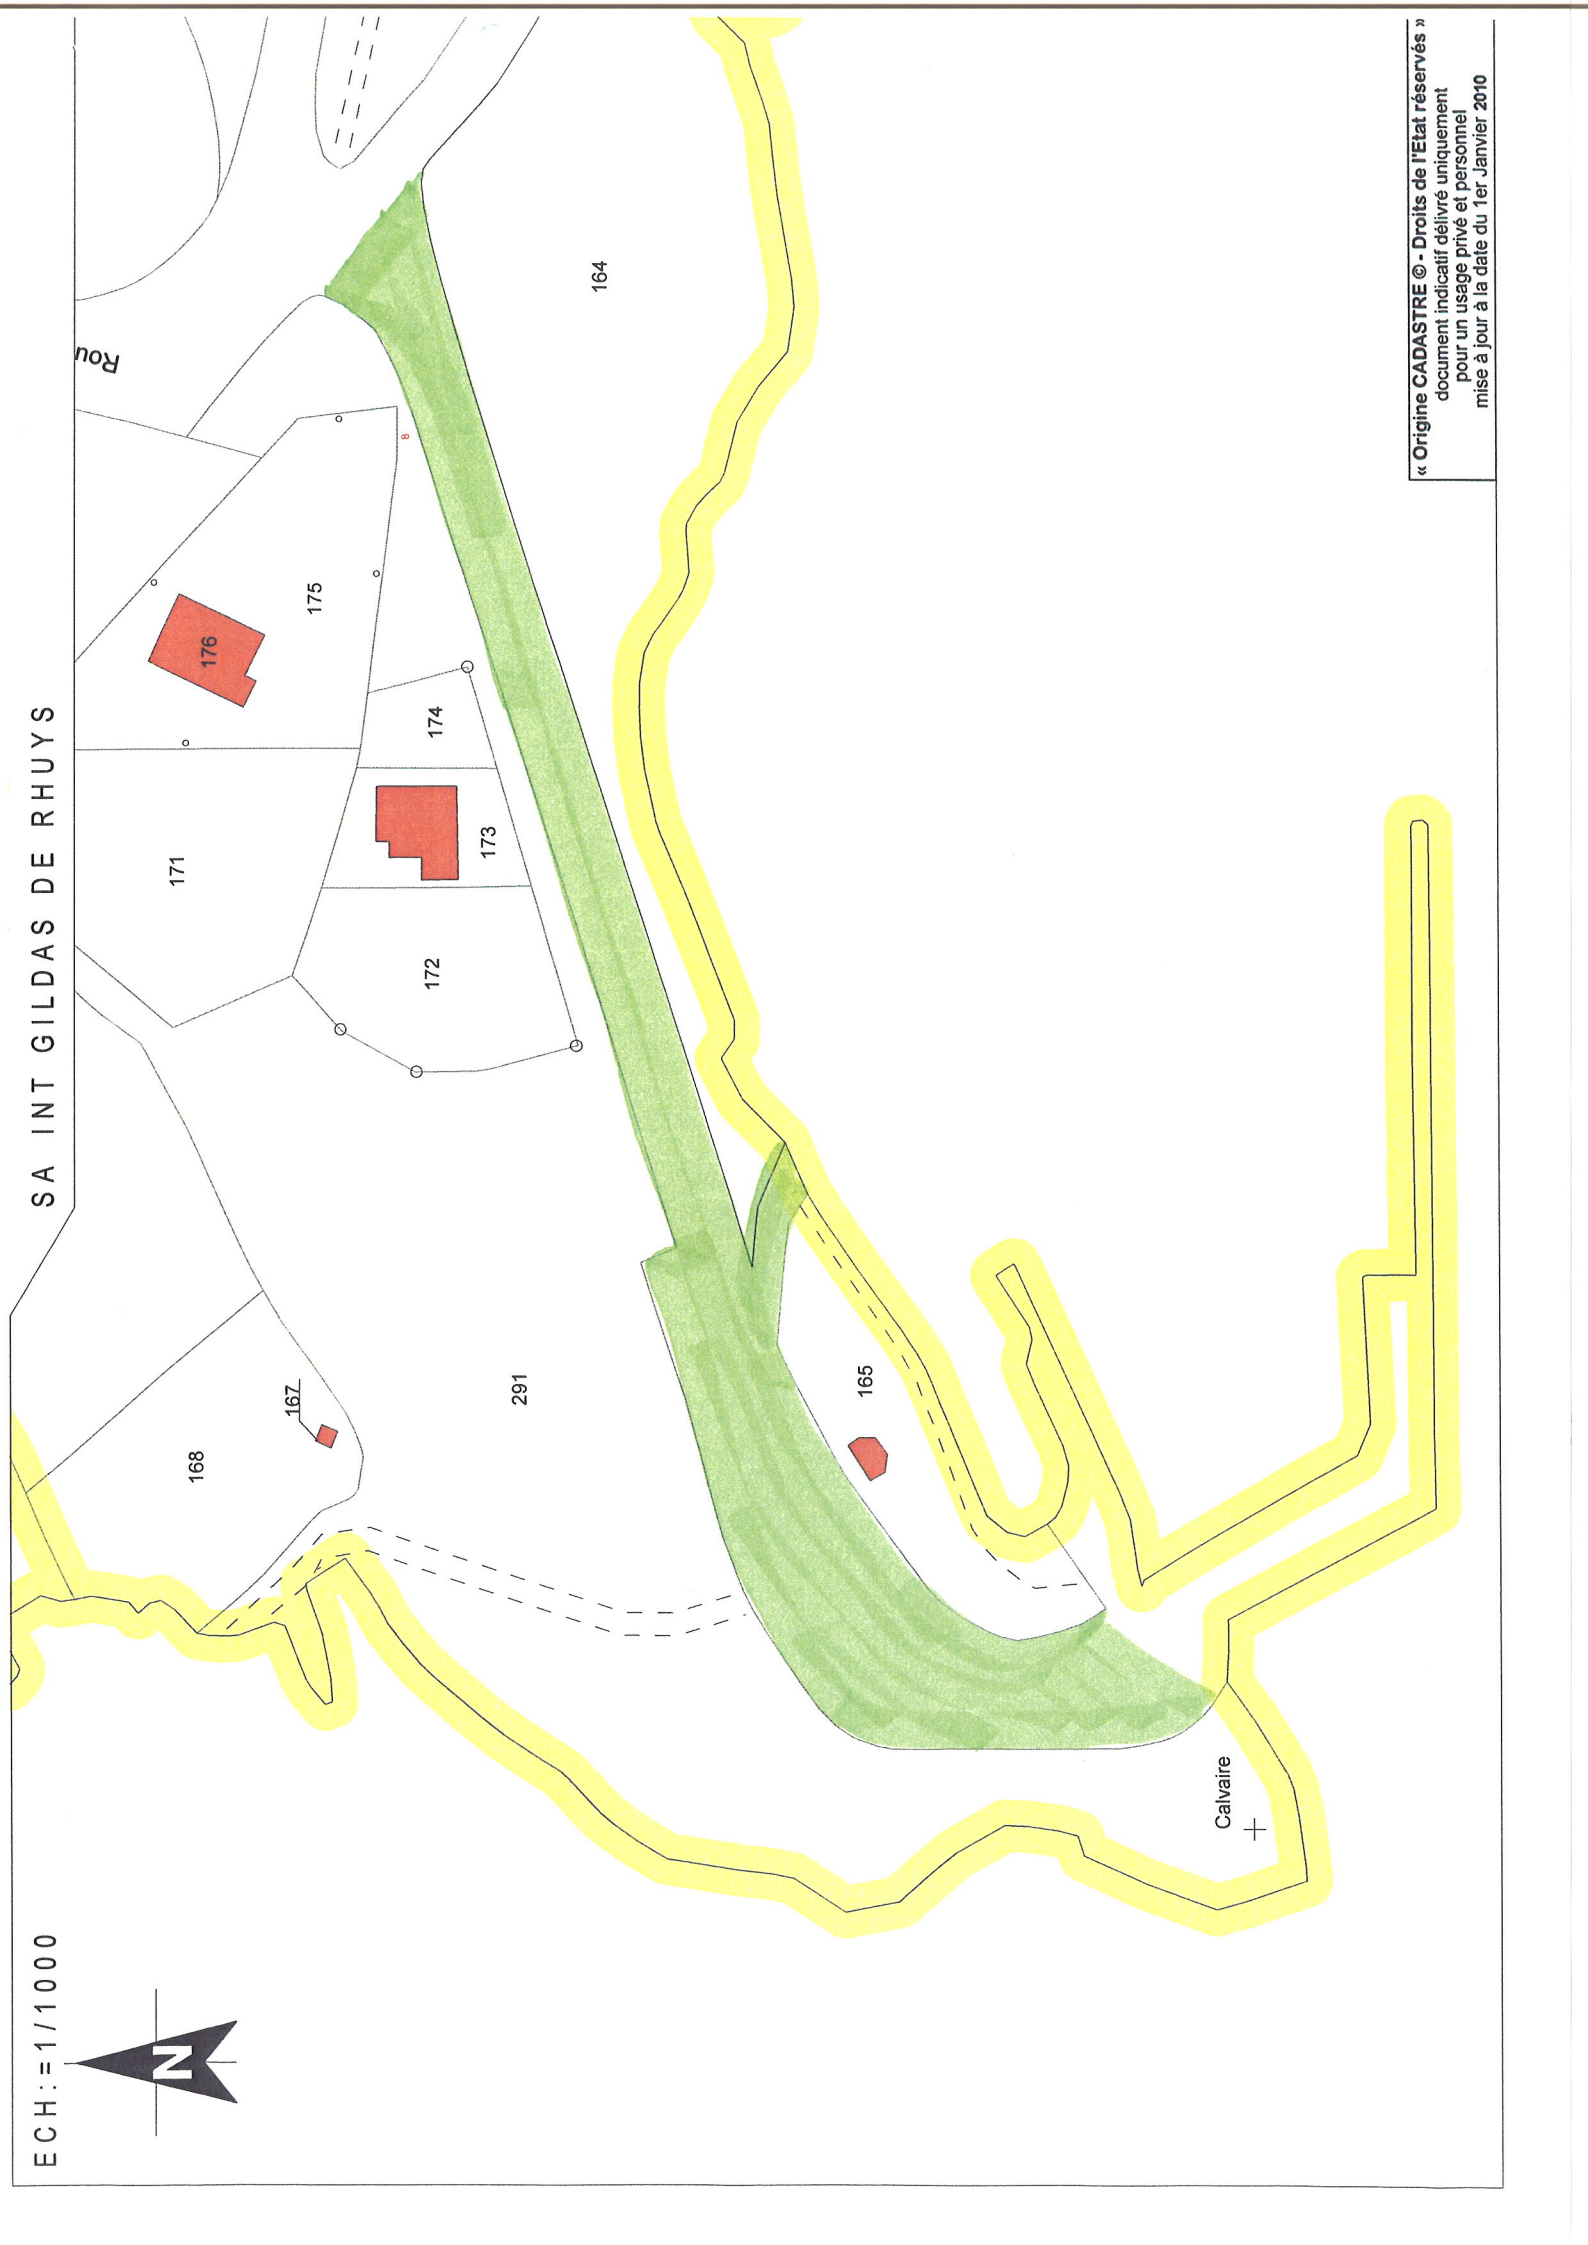 SA INT GILDAS DE RHUYS
ECH:=1/1000
N
Rou
176
175
174
173
171
172
164
8
167
168
291
165
Calvaire
« Origine CADASTRE © - Droits de l'Etat réservés »
document indicatif délivré uniquement
pour un usage privé et personnel
mise à jour à la date du 1er Janvier 2010